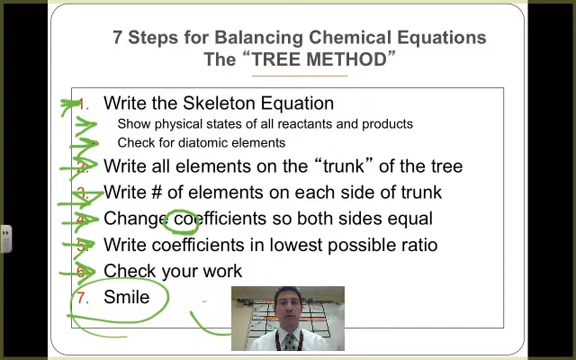 7 Steps for Balancing Chemical Equations
The “TREE METHOD”
1. Write the Skeleton Equation
Show physical states of all reactants and products
Check for diatomic elements
2. Write all elements on the “trunk” of the tree
3. Write # of elements on each side of trunk
4. Change coefficients so both sides equal
5. Write coefficients in lowest possible ratio
6. Check your work
7. Smile